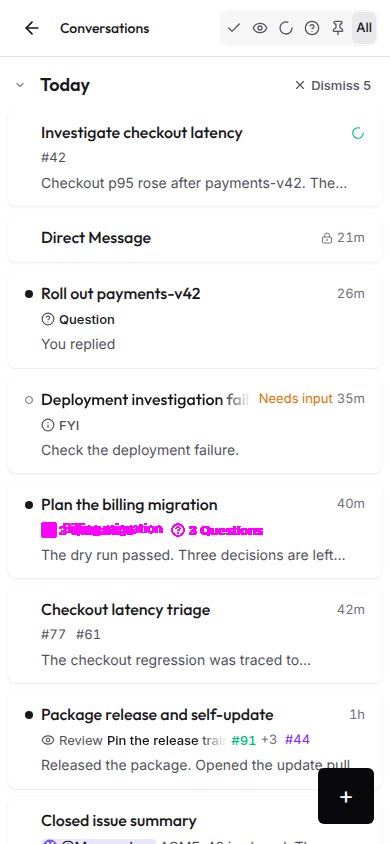 Conversations
All
Today
Dismiss 5
Investigate checkout latency
#42
Checkout p95 rose after payments-v42. The…
Direct Message
21m
Roll out payments-v42
26m
Question
You replied
Deployment investigation fail
Needs input 35m
FYI
Check the deployment failure.
Plan the billing migration
40m
3 Questions
The dry run passed. Three decisions are left…
Checkout latency triage
42m
#77 #61
The checkout regression was traced to…
Package release and self-update
1h
Review Pin the release trai #91 +3 #44
Released the package. Opened the update pull
Closed issue summary